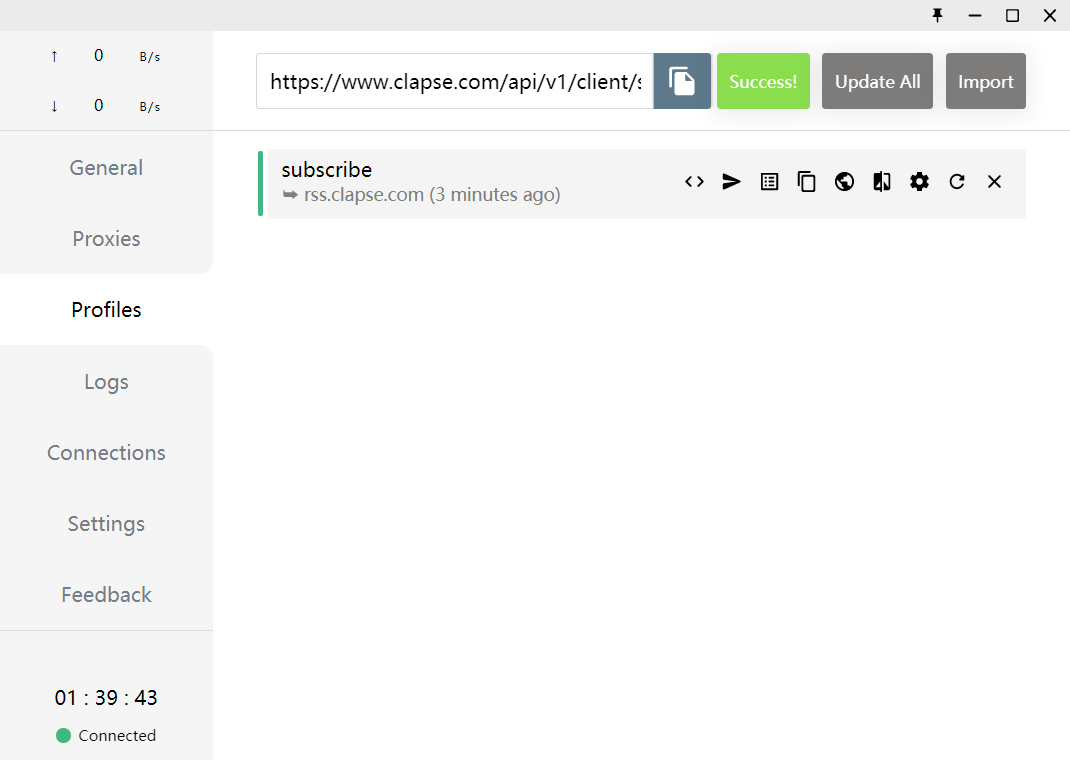 ↑ 0 B/s
↓ 0 B/s
https://www.clapse.com/api/v1/client/s
Success!
Update All
Import
General
Proxies
Profiles
Logs
Connections
Settings
Feedback
subscribe
rss.clapse.com (3 minutes ago)
01 : 39 : 43
Connected